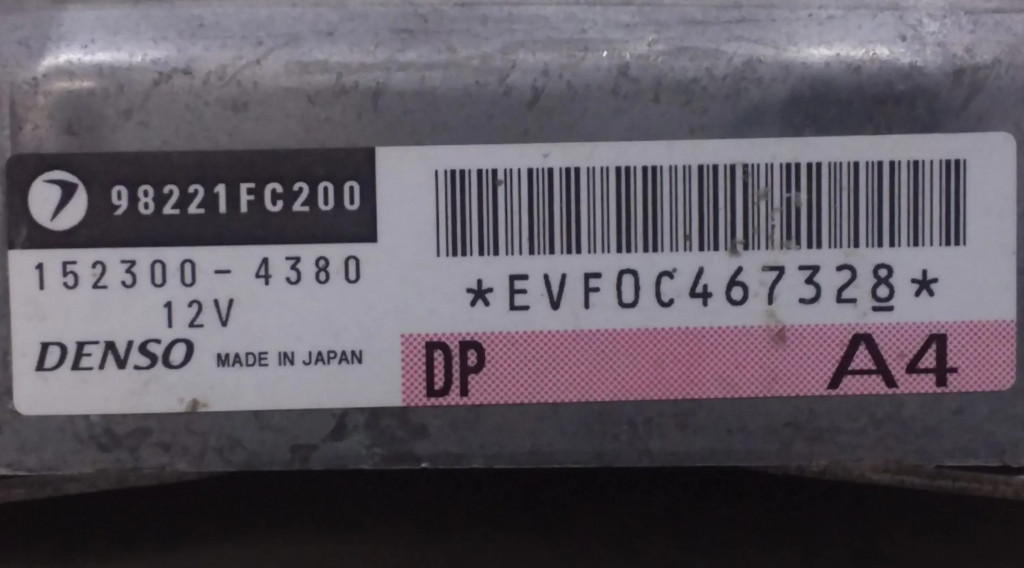 98221FC200
152300-4380
12V
DENSO MADE IN JAPAN
*EVF0C467328*
DP A4